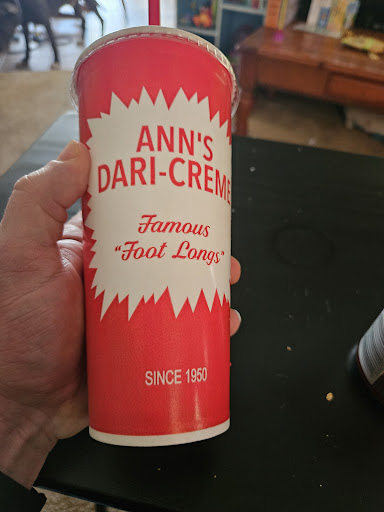 ANN'S
DARI-CREME
Famous
"Foot Longs"
SINCE 1950